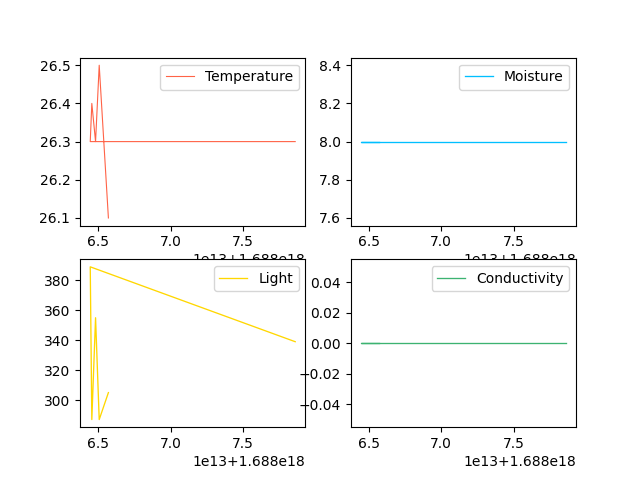 26.5
26.4
26.3
26.2
26.1
Temperature
6.5 7.0 7.5
1e13+1.688e18
8.4
8.2
8.0
7.8
7.6
Moisture
6.5 7.0 7.5
1e13+1.688e18
380
360
340
320
300
Light
6.5 7.0 7.5
1e13+1.688e18
0.04
0.02
0.00
−0.02
−0.04
Conductivity
6.5 7.0 7.5
1e13+1.688e18